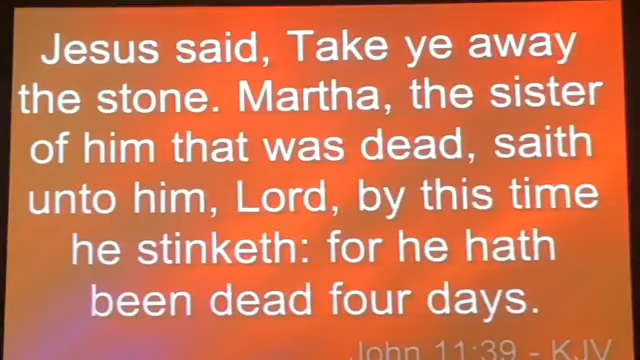 Jesus said, Take ye away
the stone. Martha, the sister
of him that was dead, saith
unto him, Lord, by this time
he stinketh: for he hath
been dead four days.
John 11:39 - KJV